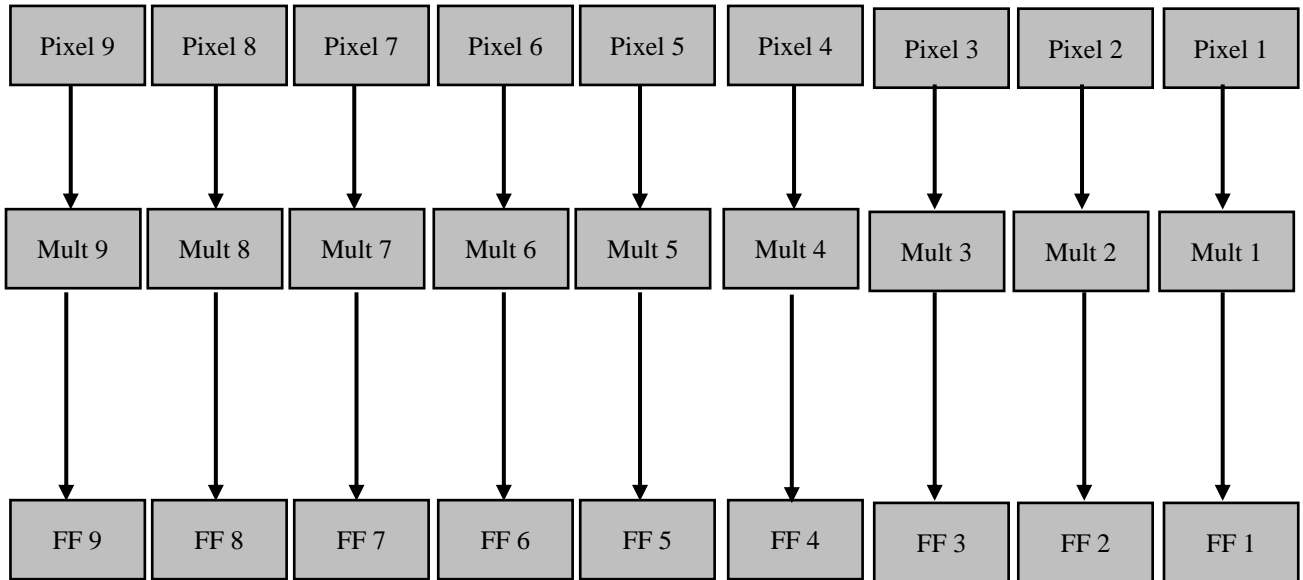 Pixel 9 Pixel 8 Pixel 7 Pixel 6 Pixel 5 Pixel 4 Pixel 3 Pixel 2 Pixel 1
Mult 9 Mult 8 Mult 7 Mult 6 Mult 5 Mult 4 Mult 3 Mult 2 Mult 1
FF 9 FF 8 FF 7 FF 6 FF 5 FF 4 FF 3 FF 2 FF 1